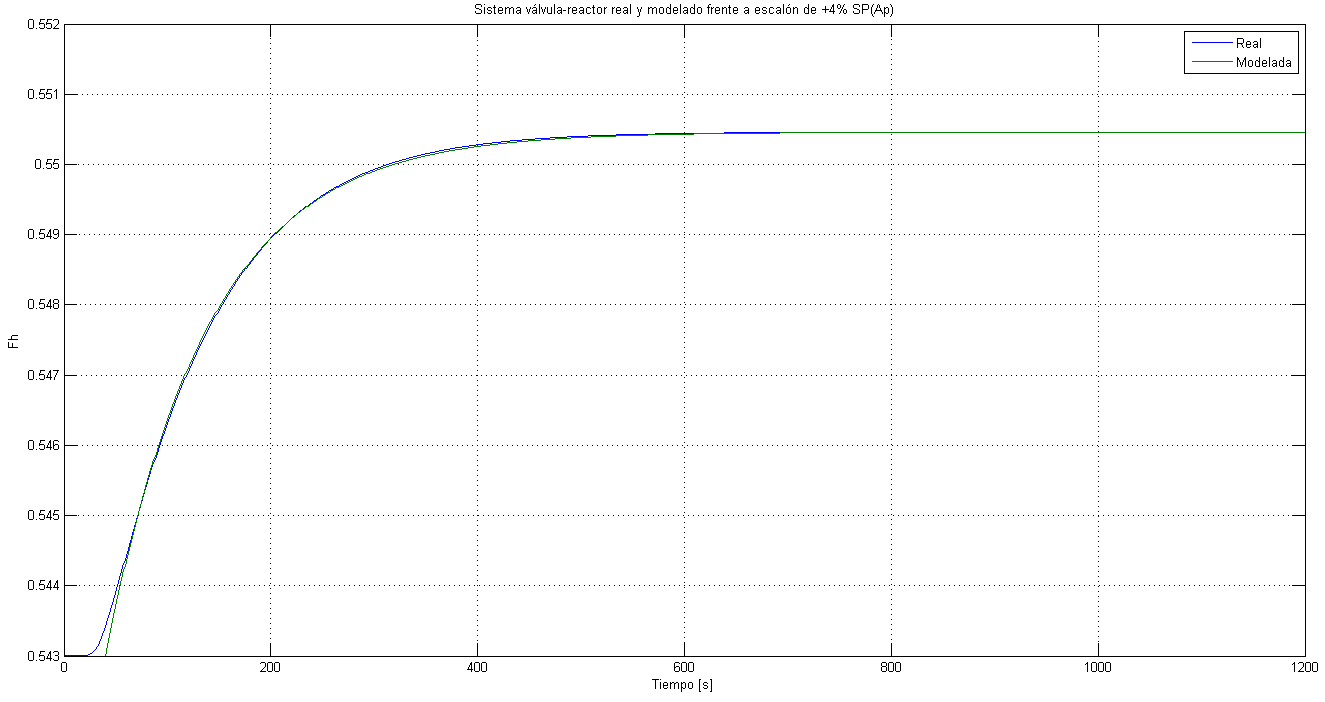 Sistema válvula-reactor real y modelado frente a escalón de +4% SP(Ap)
0.552
0.551
0.55
0.549
0.548
0.547
0.546
0.545
0.544
0.543
Fh
Real
Modelada
0 200 400 600 800 1000 1200
Tiempo [s]